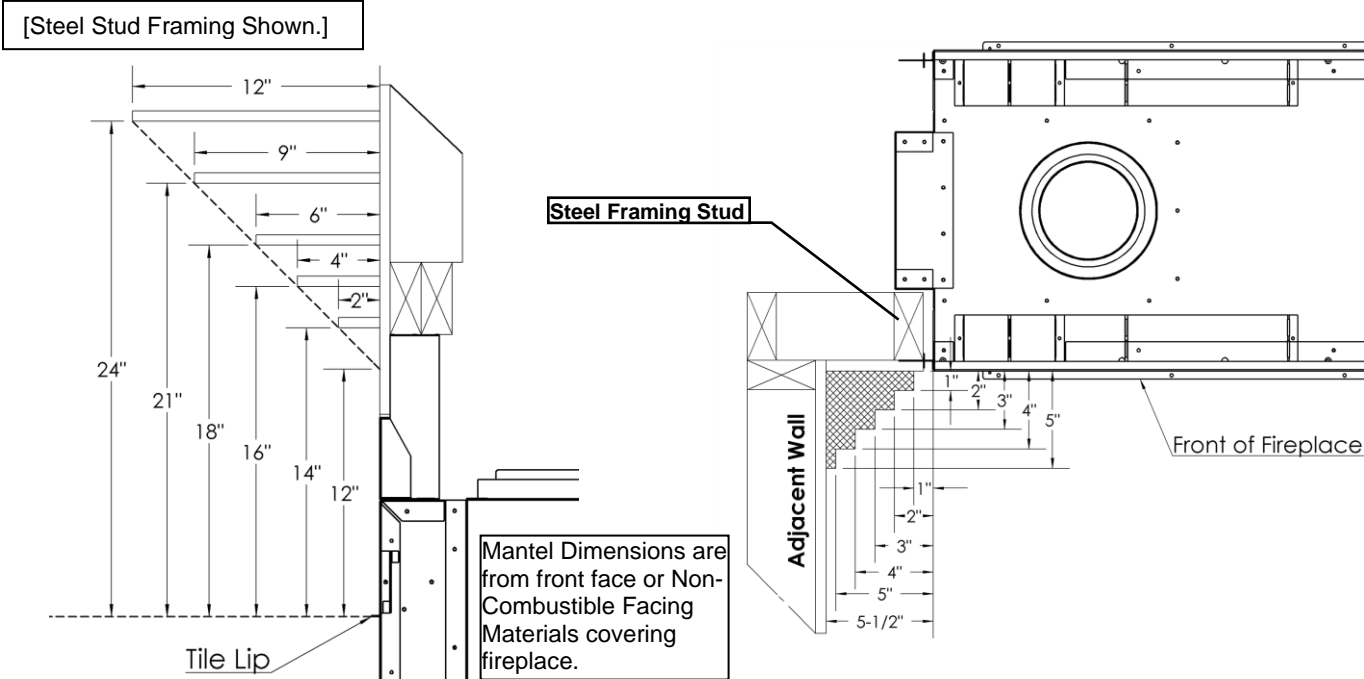 [Steel Stud Framing Shown.]
12"
9"
6"
4"
2"
24"
21"
18"
16"
14"
12"
Tile Lip
Mantel Dimensions are
from front face or Non-
Combustible Facing
Materials covering
fireplace.
Steel Framing Stud
Adjacent Wall
1"
2"
3"
4"
5"
Front of Fireplace
1"
2"
3"
4"
5"
5-1/2"